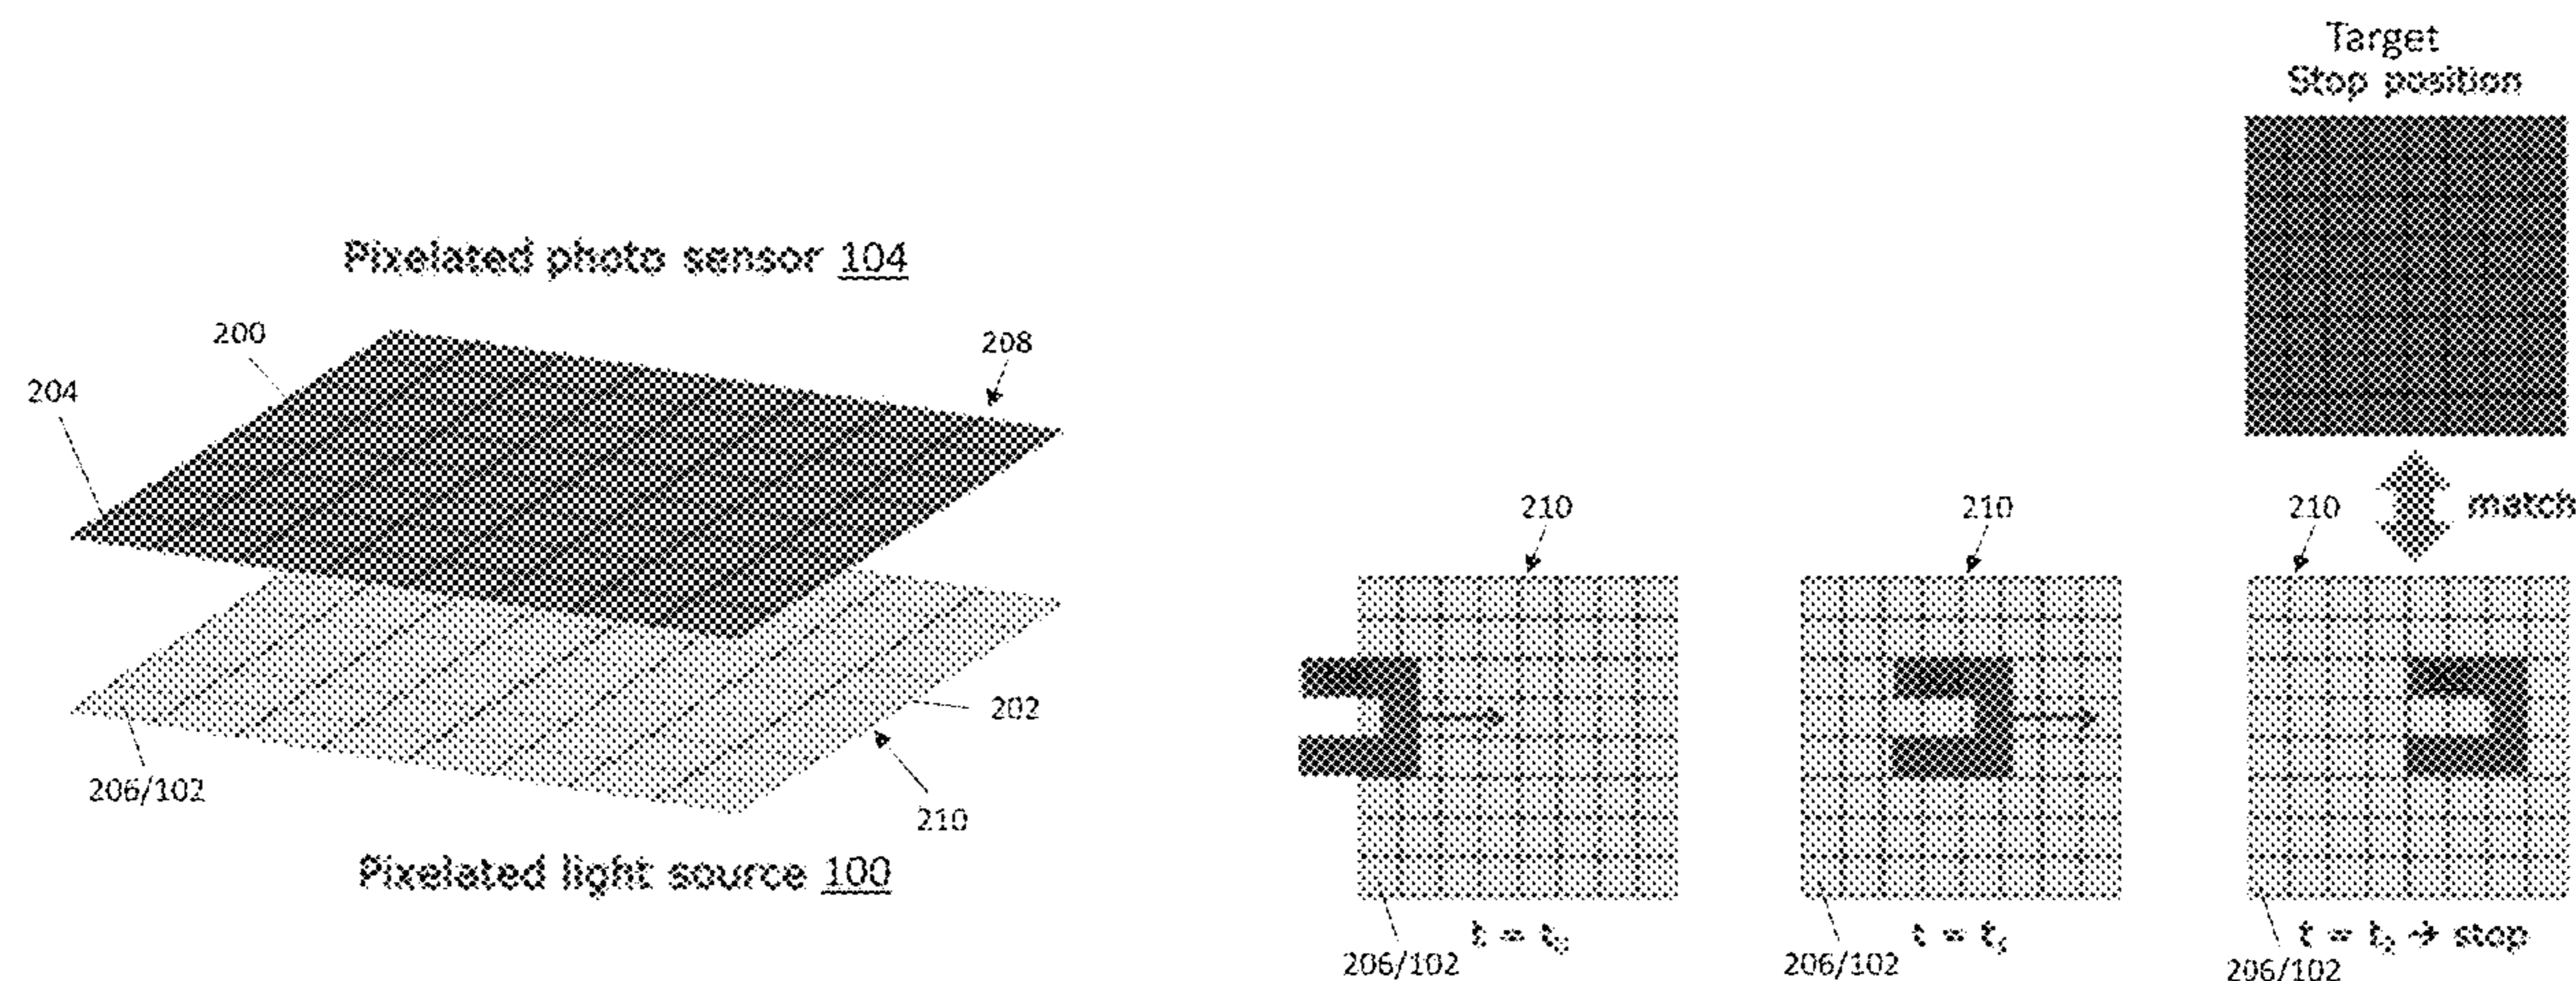 Target
Stop position
Pixelated photo sensor 104
200
208
204
210
210
210
match
202
206/102
210
Pixelated light source 100
t = t₀
t = t₁
t = t₂ → stop
206/102
206/102
206/102